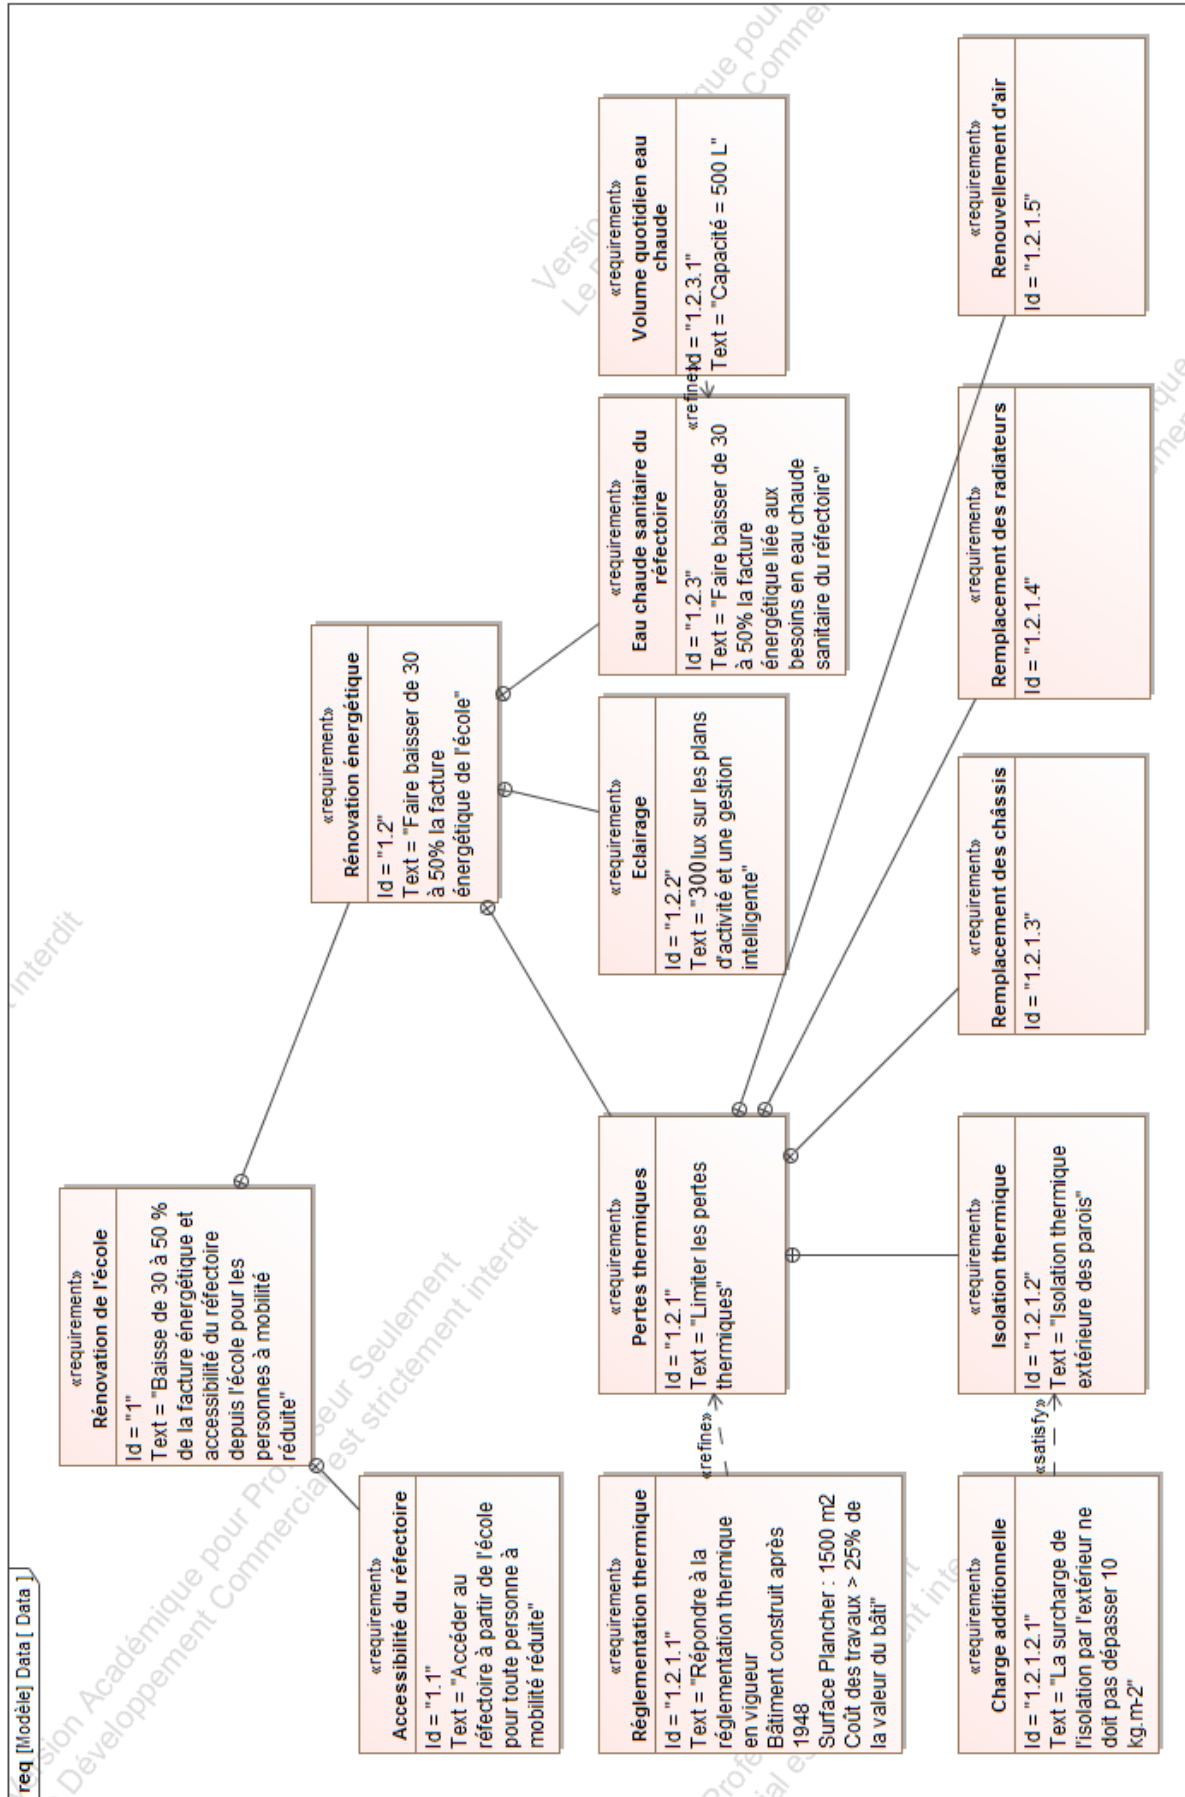 req [Modèle] Data [ Data ]
«requirement»
Rénovation de l'école
Id = "1"
Text = "Baisse de 30 à 50 %
de la facture énergétique et
accessibilité du réfectoire
depuis l'école pour les
personnes à mobilité
réduite"
«requirement»
Accessibilité du réfectoire
Id = "1.1"
Text = "Accéder au
réfectoire à partir de l'école
pour toute personne à
mobilité réduite"
«requirement»
Rénovation énergétique
Id = "1.2"
Text = "Faire baisser de 30
à 50% la facture
énergétique de l'école"
«requirement»
Réglementation thermique
Id = "1.2.1.1"
Text = "Répondre à la
réglementation thermique
en vigueur
Bâtiment construit après
1948
Surface Plancher : 1500 m2
Coût des travaux > 25% de
la valeur du bâti"
«refine»
«requirement»
Pertes thermiques
Id = "1.2.1"
Text = "Limiter les pertes
thermiques"
«requirement»
Eclairage
Id = "1.2.2"
Text = "300lux sur les plans
d'activité et une gestion
intelligente"
«requirement»
Eau chaude sanitaire du
réfectoire
Id = "1.2.3"
Text = "Faire baisser de 30
à 50% la facture
énergétique liée aux
besoins en eau chaude
sanitaire du réfectoire"
«refine»
«requirement»
Volume quotidien eau
chaude
Id = "1.2.3.1"
Text = "Capacité = 500 L"
«requirement»
Charge additionnelle
Id = "1.2.1.2.1"
Text = "La surcharge de
l'isolation par l'extérieur ne
doit pas dépasser 10
kg.m-2"
«satisfy»
«requirement»
Isolation thermique
Id = "1.2.1.2"
Text = "Isolation thermique
extérieure des parois"
«requirement»
Remplacement des châssis
Id = "1.2.1.3"
«requirement»
Remplacement des radiateurs
Id = "1.2.1.4"
«requirement»
Renouvellement d'air
Id = "1.2.1.5"
Version Académique pour Professeur Seulement
Développement Commercial est strictement interdit